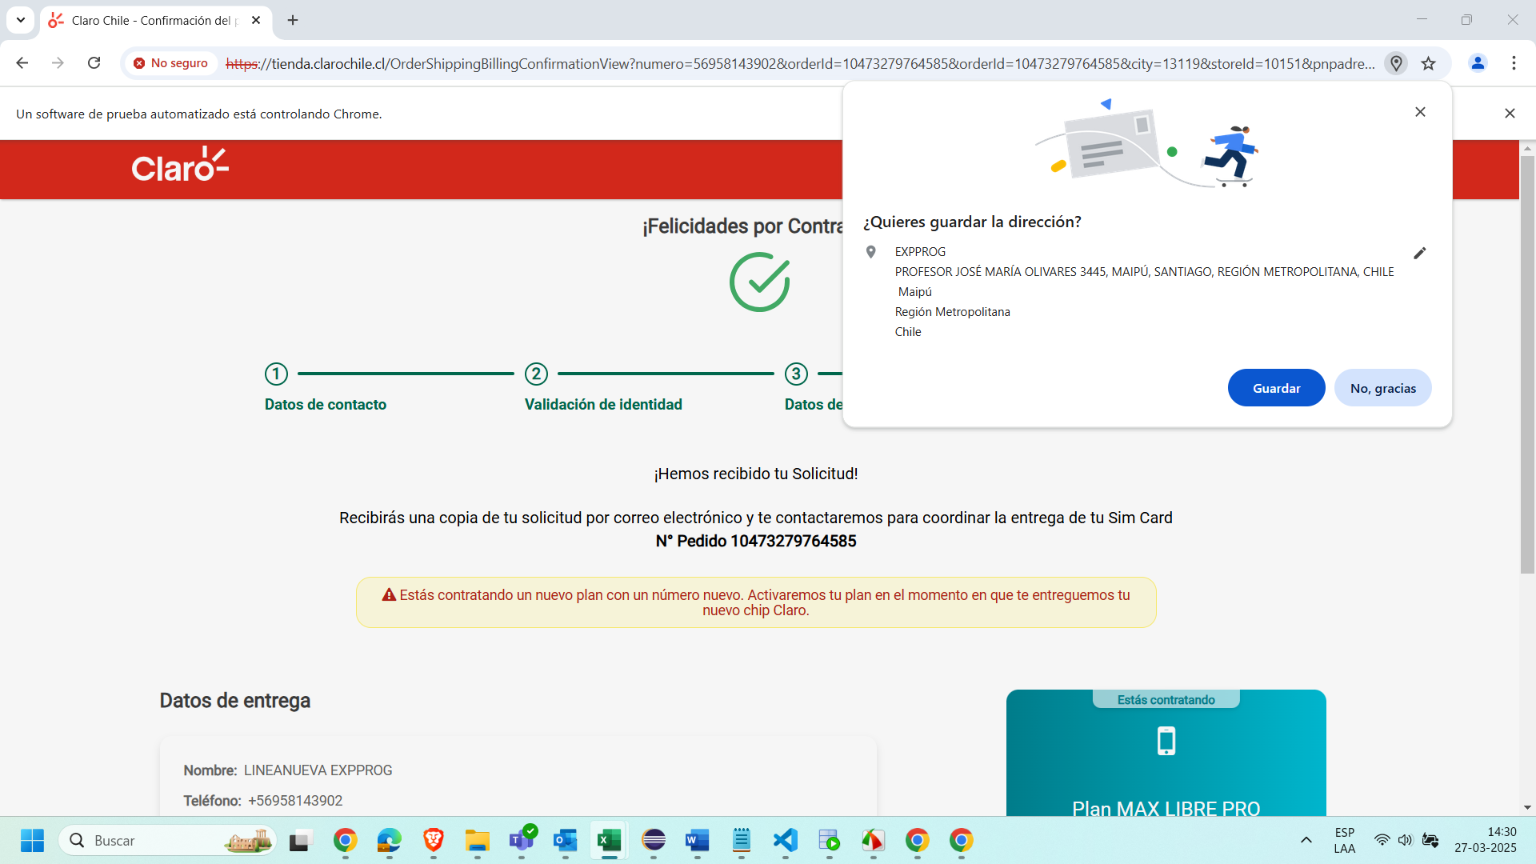 Claro Chile - Confirmación del
No seguro
https://tienda.clarochile.cl/OrderShippingBillingConfirmationView?numero=56958143902&orderId=10473279764585&orderId=10473279764585&city=13119&storeId=10151&pnpadre...
Un software de prueba automatizado está controlando Chrome.
Claro
¡Felicidades por Contra
¿Quieres guardar la dirección?
EXPPROG
PROFESOR JOSÉ MARÍA OLIVARES 3445, MAIPÚ, SANTIAGO, REGIÓN METROPOLITANA, CHILE
Maipú
Región Metropolitana
Chile
Guardar
No, gracias
1
2
3
Datos de contacto
Validación de identidad
Datos de
¡Hemos recibido tu Solicitud!
Recibirás una copia de tu solicitud por correo electrónico y te contactaremos para coordinar la entrega de tu Sim Card
N° Pedido 10473279764585
Estás contratando un nuevo plan con un número nuevo. Activaremos tu plan en el momento en que te entreguemos tu
nuevo chip Claro.
Datos de entrega
Nombre: LINEANUEVA EXPPROG
Teléfono: +56958143902
Estás contratando
Plan MAX LIBRE PRO
Buscar
ESP
LAA
14:30
27-03-2025